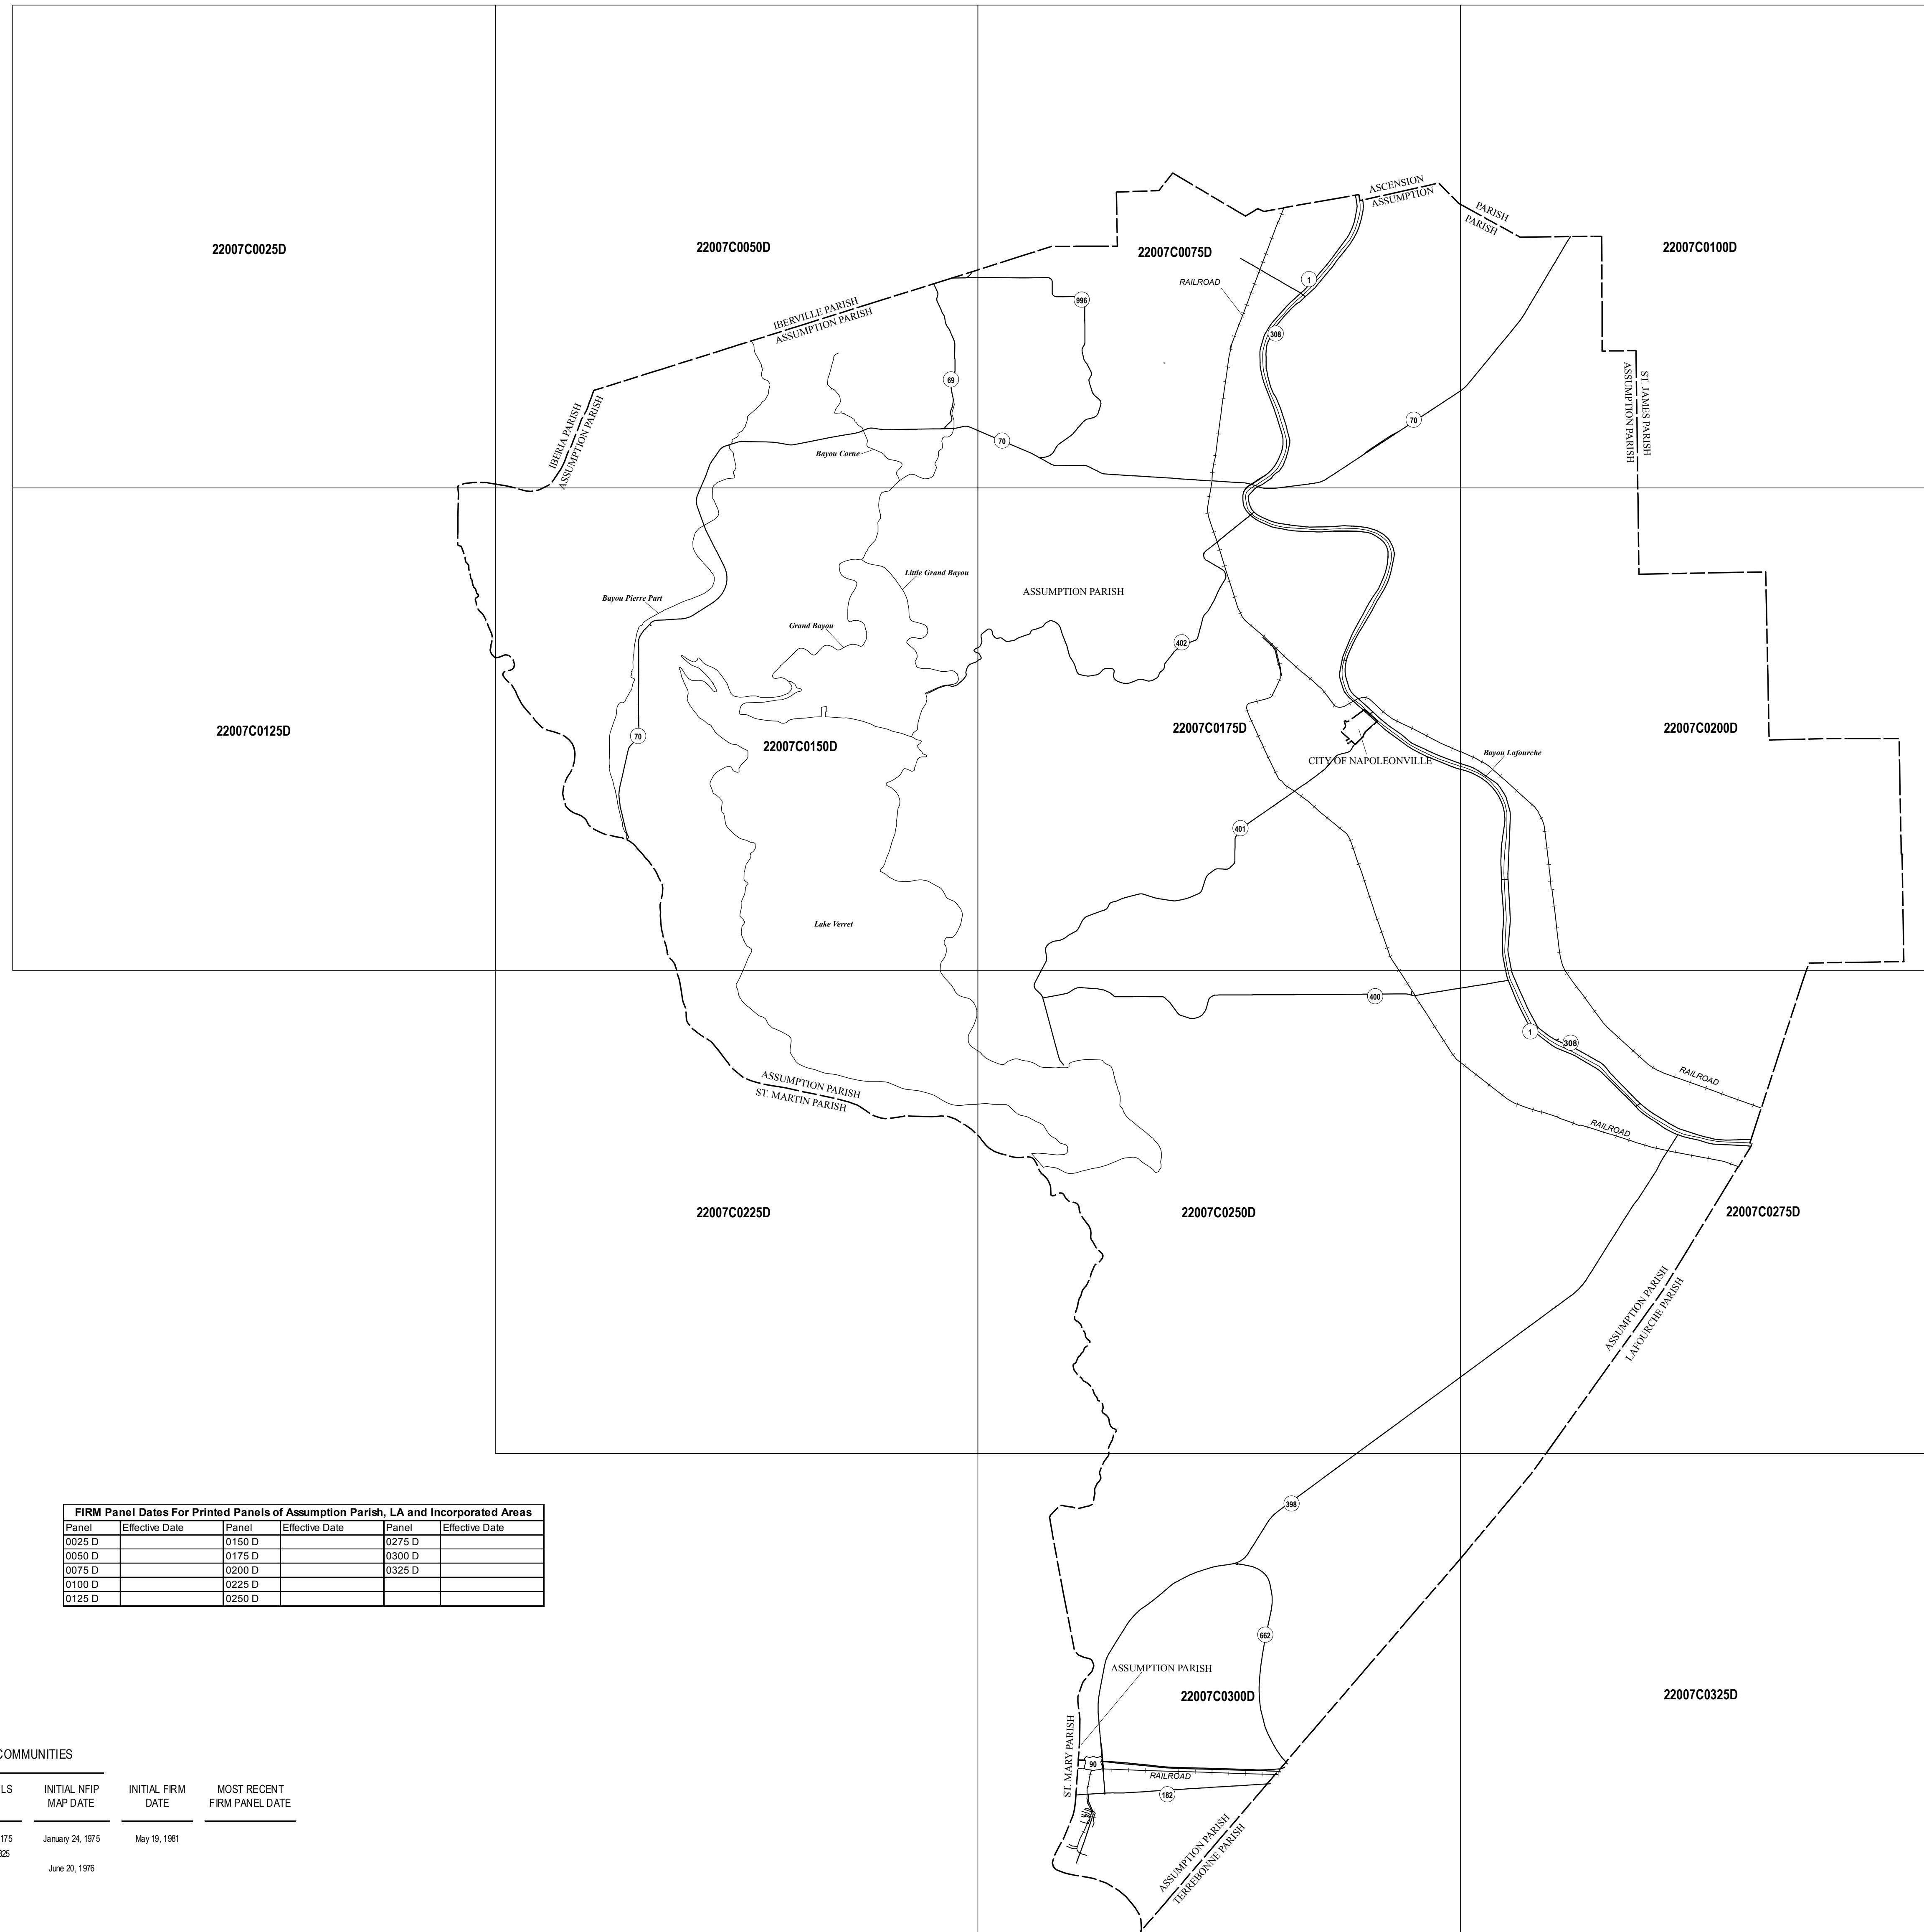 ASCENSION PARISH
ASSUMPTION PARISH
22007C0025D
22007C0050D
22007C0075D
22007C0100D
RAILROAD
1
996
308
IBERVILLE PARISH
ASSUMPTION PARISH
69
ST. JAMES PARISH
ASSUMPTION PARISH
IBERIA PARISH
ASSUMPTION PARISH
70
70
Bayou Corne
Little Grand Bayou
ASSUMPTION PARISH
Bayou Pierre Part
Grand Bayou
402
22007C0125D
70
22007C0150D
22007C0175D
22007C0200D
Bayou Lafourche
CITY OF NAPOLEONVILLE
401
Lake Verret
400
1
308
RAILROAD
ASSUMPTION PARISH
ST. MARTIN PARISH
RAILROAD
22007C0225D
22007C0250D
22007C0275D
ASSUMPTION PARISH
LAFOURCHE PARISH
398
FIRM Panel Dates For Printed Panels of Assumption Parish, LA and Incorporated Areas
Panel Effective Date Panel Effective Date Panel Effective Date
0025 D 0150 D 0275 D
0050 D 0175 D 0300 D
0075 D 0200 D 0325 D
0100 D 0225 D
0125 D 0250 D
662
ASSUMPTION PARISH
22007C0300D
22007C0325D
ST. MARY PARISH
90
RAILROAD
182
ASSUMPTION PARISH
TERREBONNE PARISH
COMMUNITIES
LS INITIAL NFIP INITIAL FIRM MOST RECENT
MAP DATE DATE FIRM PANEL DATE
175 January 24, 1975 May 19, 1981
325
June 20, 1976